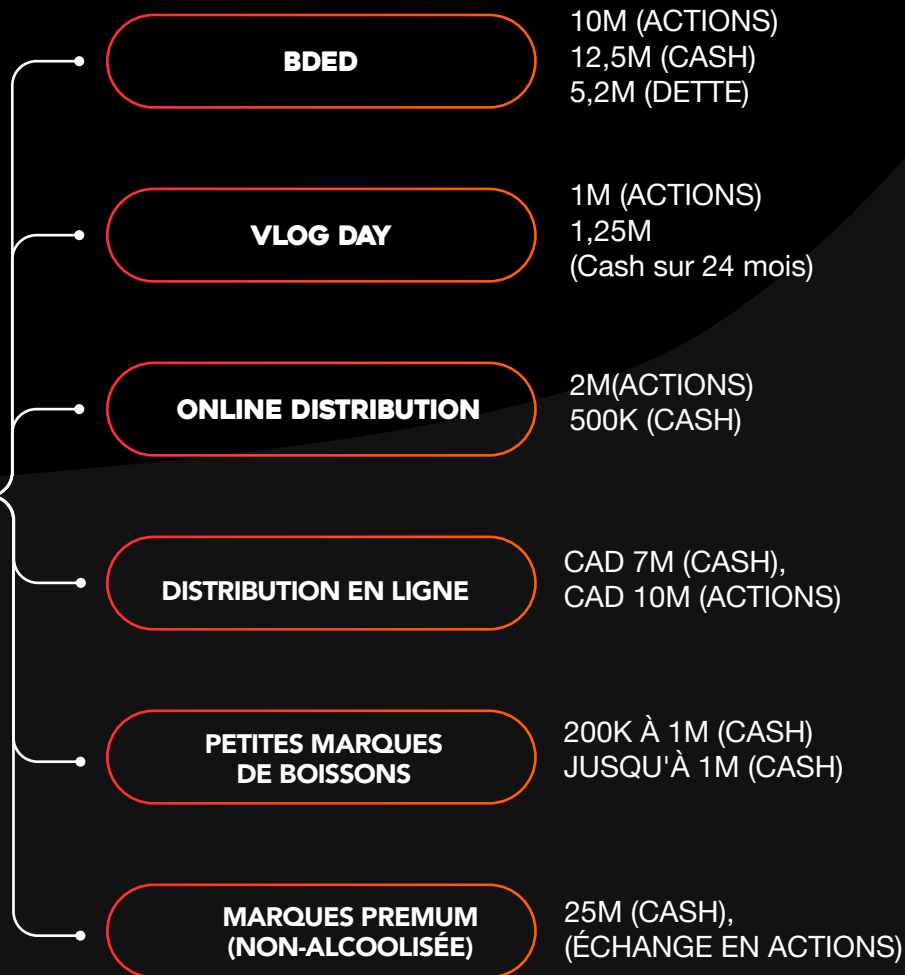 BDED
10M (ACTIONS)
12,5M (CASH)
5,2M (DETTE)
VLOG DAY
1M (ACTIONS)
1,25M
(Cash sur 24 mois)
ONLINE DISTRIBUTION
2M(ACTIONS)
500K (CASH)
DISTRIBUTION EN LIGNE
CAD 7M (CASH),
CAD 10M (ACTIONS)
PETITES MARQUES
DE BOISSONS
200K À 1M (CASH)
JUSQU'À 1M (CASH)
MARQUES PREMUM
(NON-ALCOOLISÉE)
25M (CASH),
(ÉCHANGE EN ACTIONS)